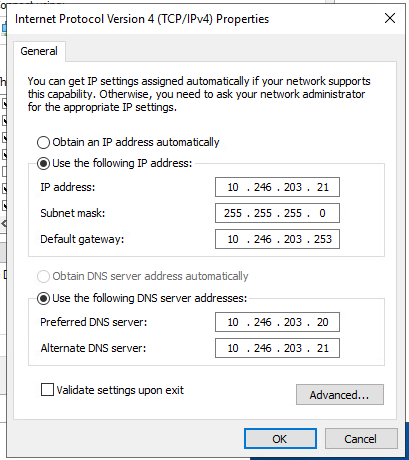 Internet Protocol Version 4 (TCP/IPv4) Properties
General
You can get IP settings assigned automatically if your network supports
this capability. Otherwise, you need to ask your network administrator
for the appropriate IP settings.
Obtain an IP address automatically
Use the following IP address:
IP address: 10 . 246 . 203 . 21
Subnet mask: 255 . 255 . 255 . 0
Default gateway: 10 . 246 . 203 . 253
Obtain DNS server address automatically
Use the following DNS server addresses:
Preferred DNS server: 10 . 246 . 203 . 20
Alternate DNS server: 10 . 246 . 203 . 21
Validate settings upon exit
Advanced...
OK Cancel